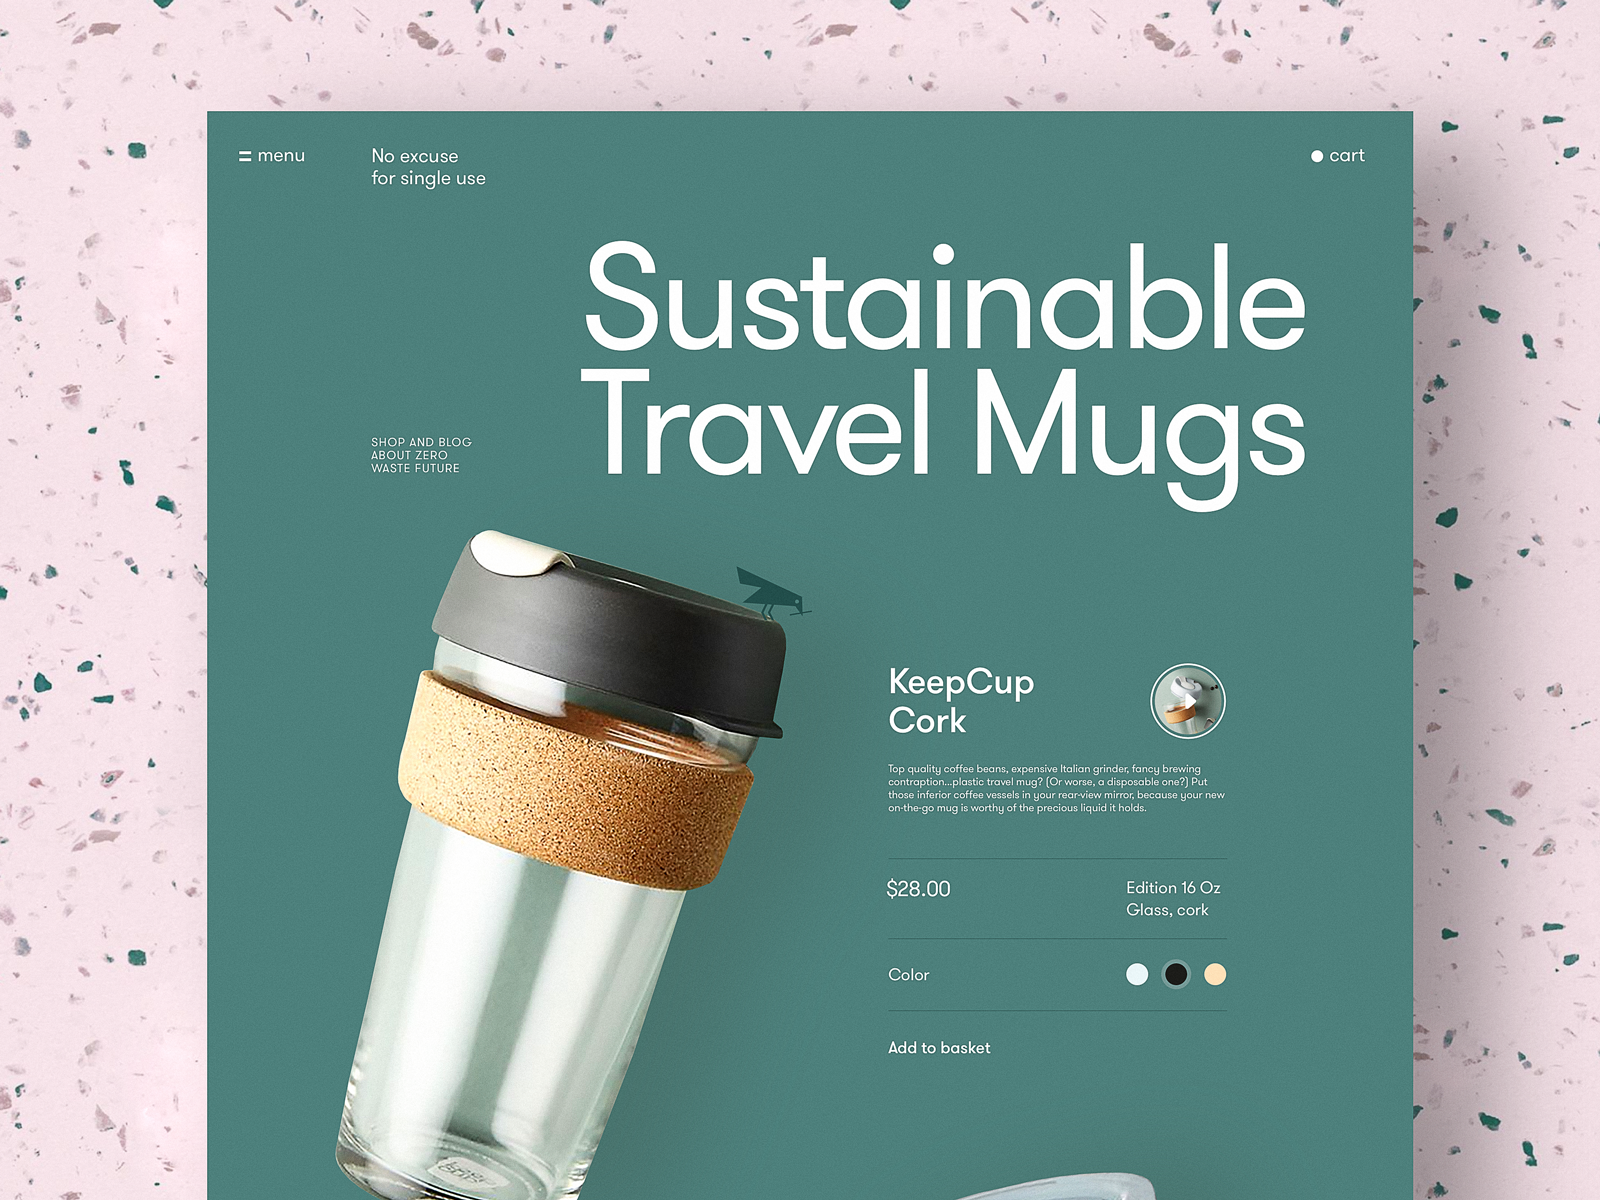 menu
No excuse
for single use
cart
Sustainable
Travel Mugs
SHOP AND BLOG
ABOUT ZERO
WASTE FUTURE
KeepCup
Cork
Top quality coffee beans, expensive Italian grinder, fancy brewing
contraption...plastic travel mug? (Or worse, a disposable one?) Put
those inferior coffee vessels in your rear-view mirror, because your new
on-the-go mug is worthy of the precious liquid it holds.
$28.00
Edition 16 Oz
Glass, cork
Color
Add to basket